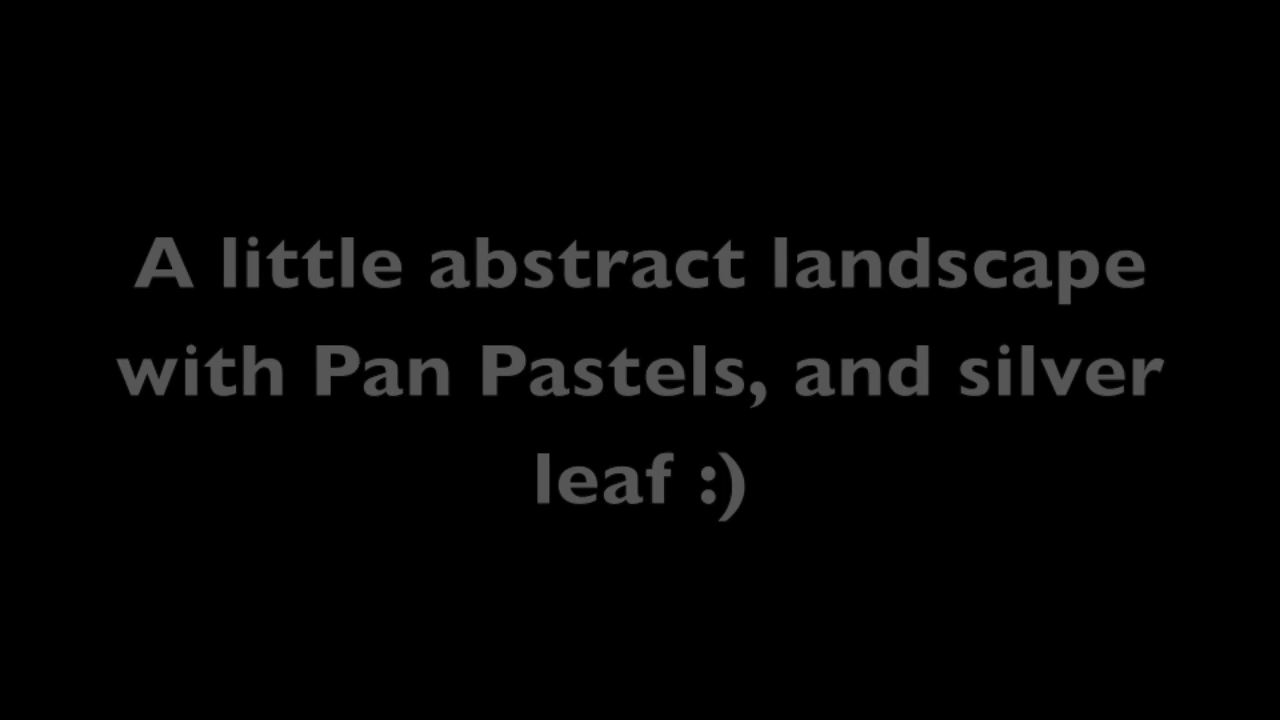 A little abstract landscape
with Pan Pastels, and silver
leaf :)